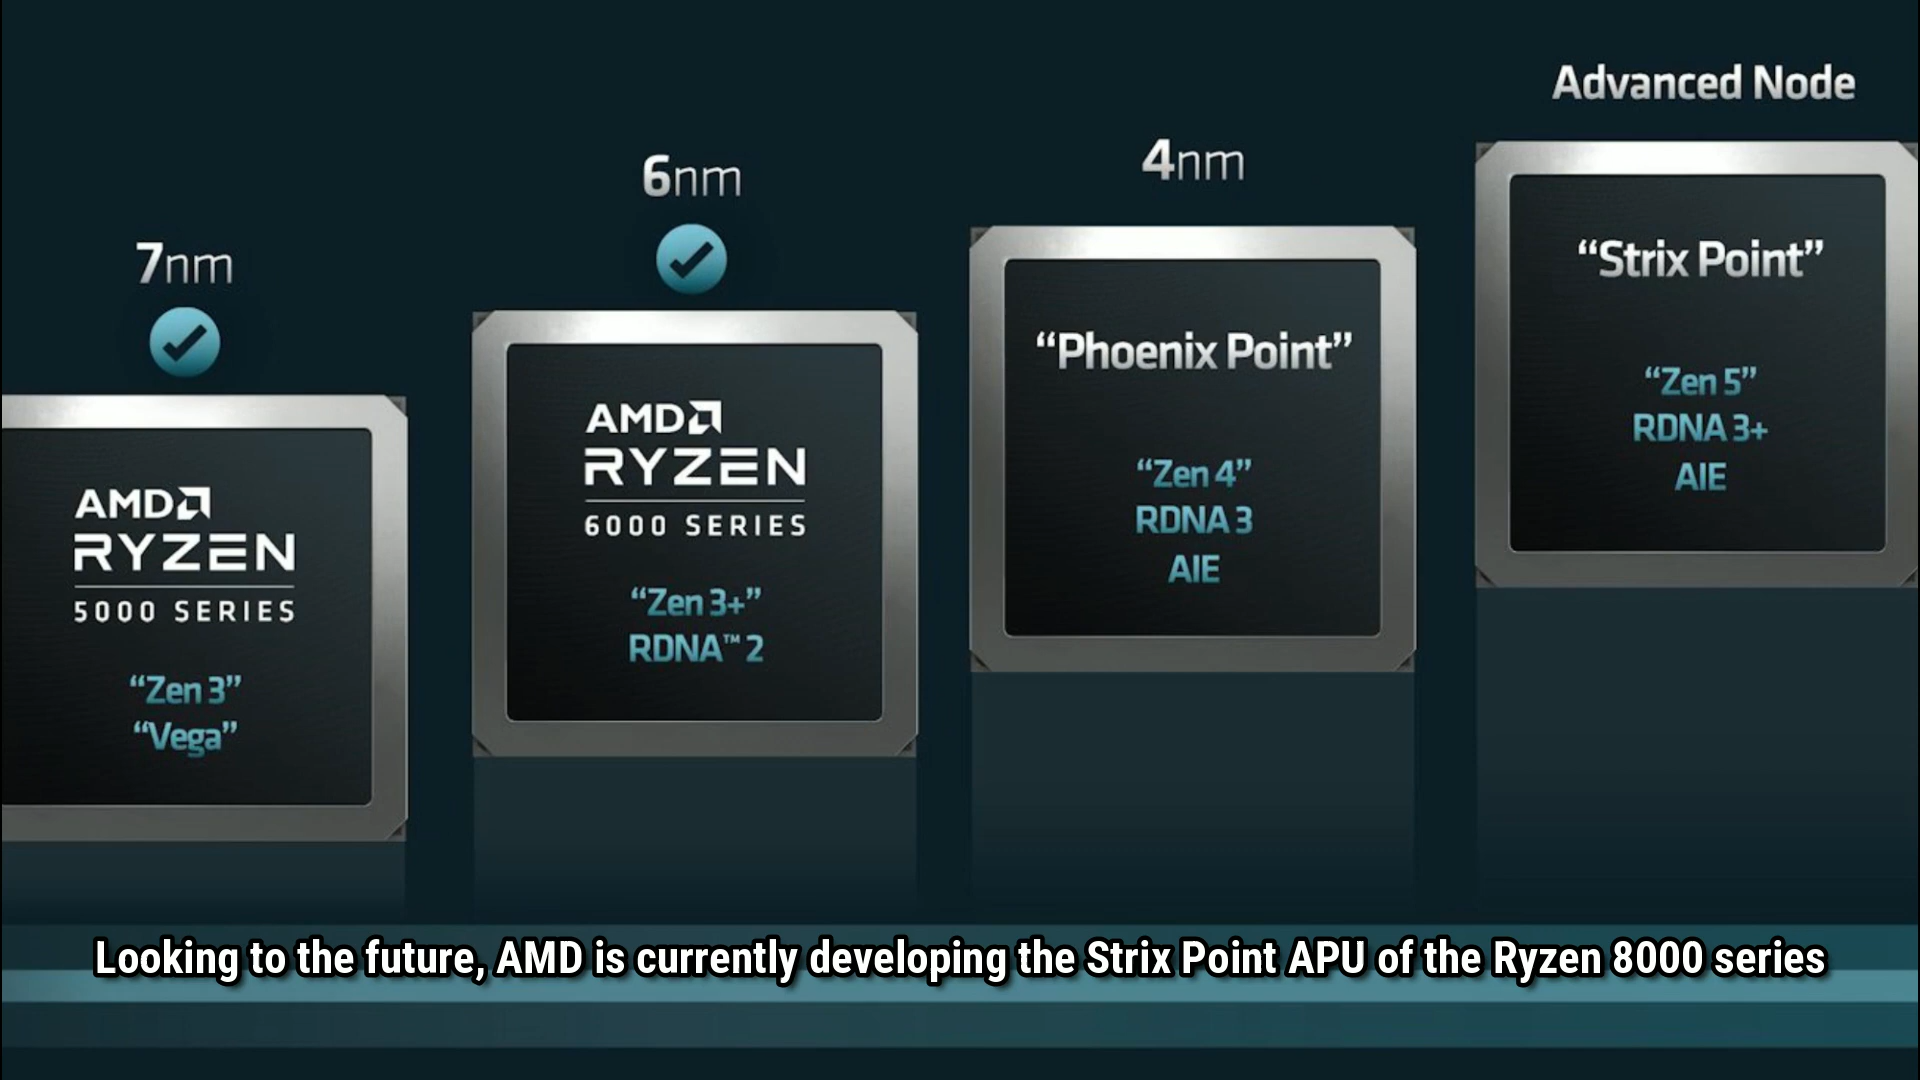 7nm
AMD
RYZEN
5000 SERIES
“Zen 3”
“Vega”
6nm
AMD
RYZEN
6000 SERIES
“Zen 3+”
RDNA™ 2
4nm
“Phoenix Point”
“Zen 4”
RDNA 3
AIE
Advanced Node
“Strix Point”
“Zen 5”
RDNA 3+
AIE
Looking to the future, AMD is currently developing the Strix Point APU of the Ryzen 8000 series